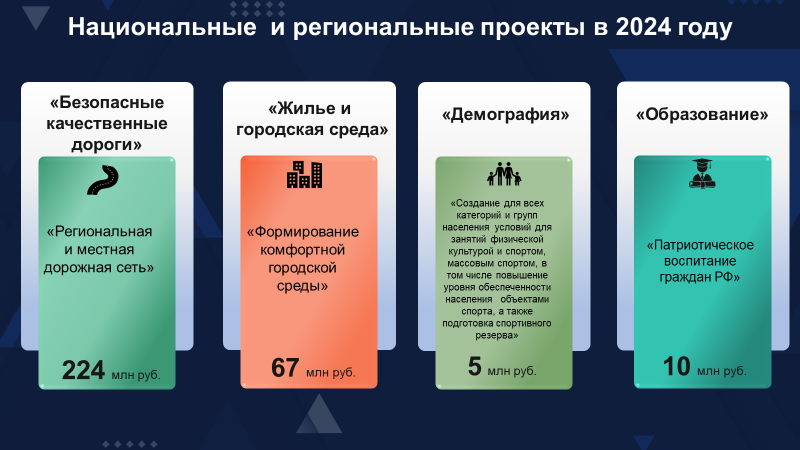 Национальные и региональные проекты в 2024 году
«Безопасные
качественные
дороги»
«Региональная
и местная
дорожная сеть»
224 млн руб.
«Жилье и
городская среда»
«Формирование
комфортной
городской
среды»
67 млн руб.
«Демография»
«Создание для всех
категорий и групп
населения условий для
занятий физической
культурой и спортом,
массовым спортом, в
том числе повышение
уровня обеспеченности
населения объектами
спорта, а также
подготовка спортивного
резерва»
5 млн руб.
«Образование»
«Патриотическое
воспитание
граждан РФ»
10 млн руб.